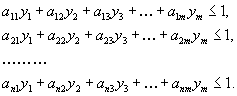 a₁₁y₁ + a₁₂y₂ + a₁₃y₃ + ... + a₁ₘyₘ ≤ 1,
a₂₁y₁ + a₂₂y₂ + a₂₃y₃ + ... + a₂ₘyₘ ≤ 1,
.........
aₙ₁y₁ + aₙ₂y₂ + aₙ₃y₃ + ... + aₙₘyₘ ≤ 1.